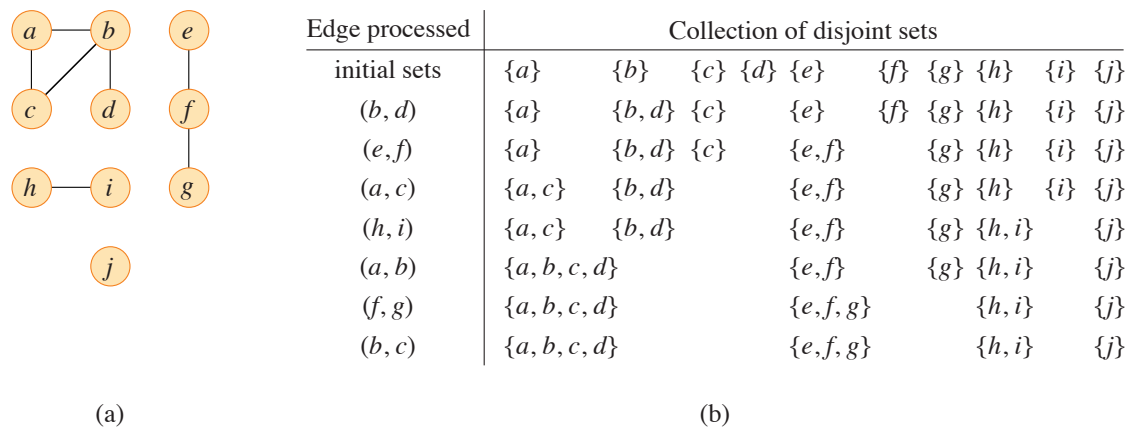 a b e
c d f
h i g
j
Edge processed Collection of disjoint sets
initial sets {a} {b} {c} {d} {e} {f} {g} {h} {i} {j}
(b, d) {a} {b, d} {c} {e} {f} {g} {h} {i} {j}
(e, f) {a} {b, d} {c} {e, f} {g} {h} {i} {j}
(a, c) {a, c} {b, d} {e, f} {g} {h} {i} {j}
(h, i) {a, c} {b, d} {e, f} {g} {h, i} {j}
(a, b) {a, b, c, d} {e, f} {g} {h, i} {j}
(f, g) {a, b, c, d} {e, f, g} {h, i} {j}
(b, c) {a, b, c, d} {e, f, g} {h, i} {j}
(a) (b)